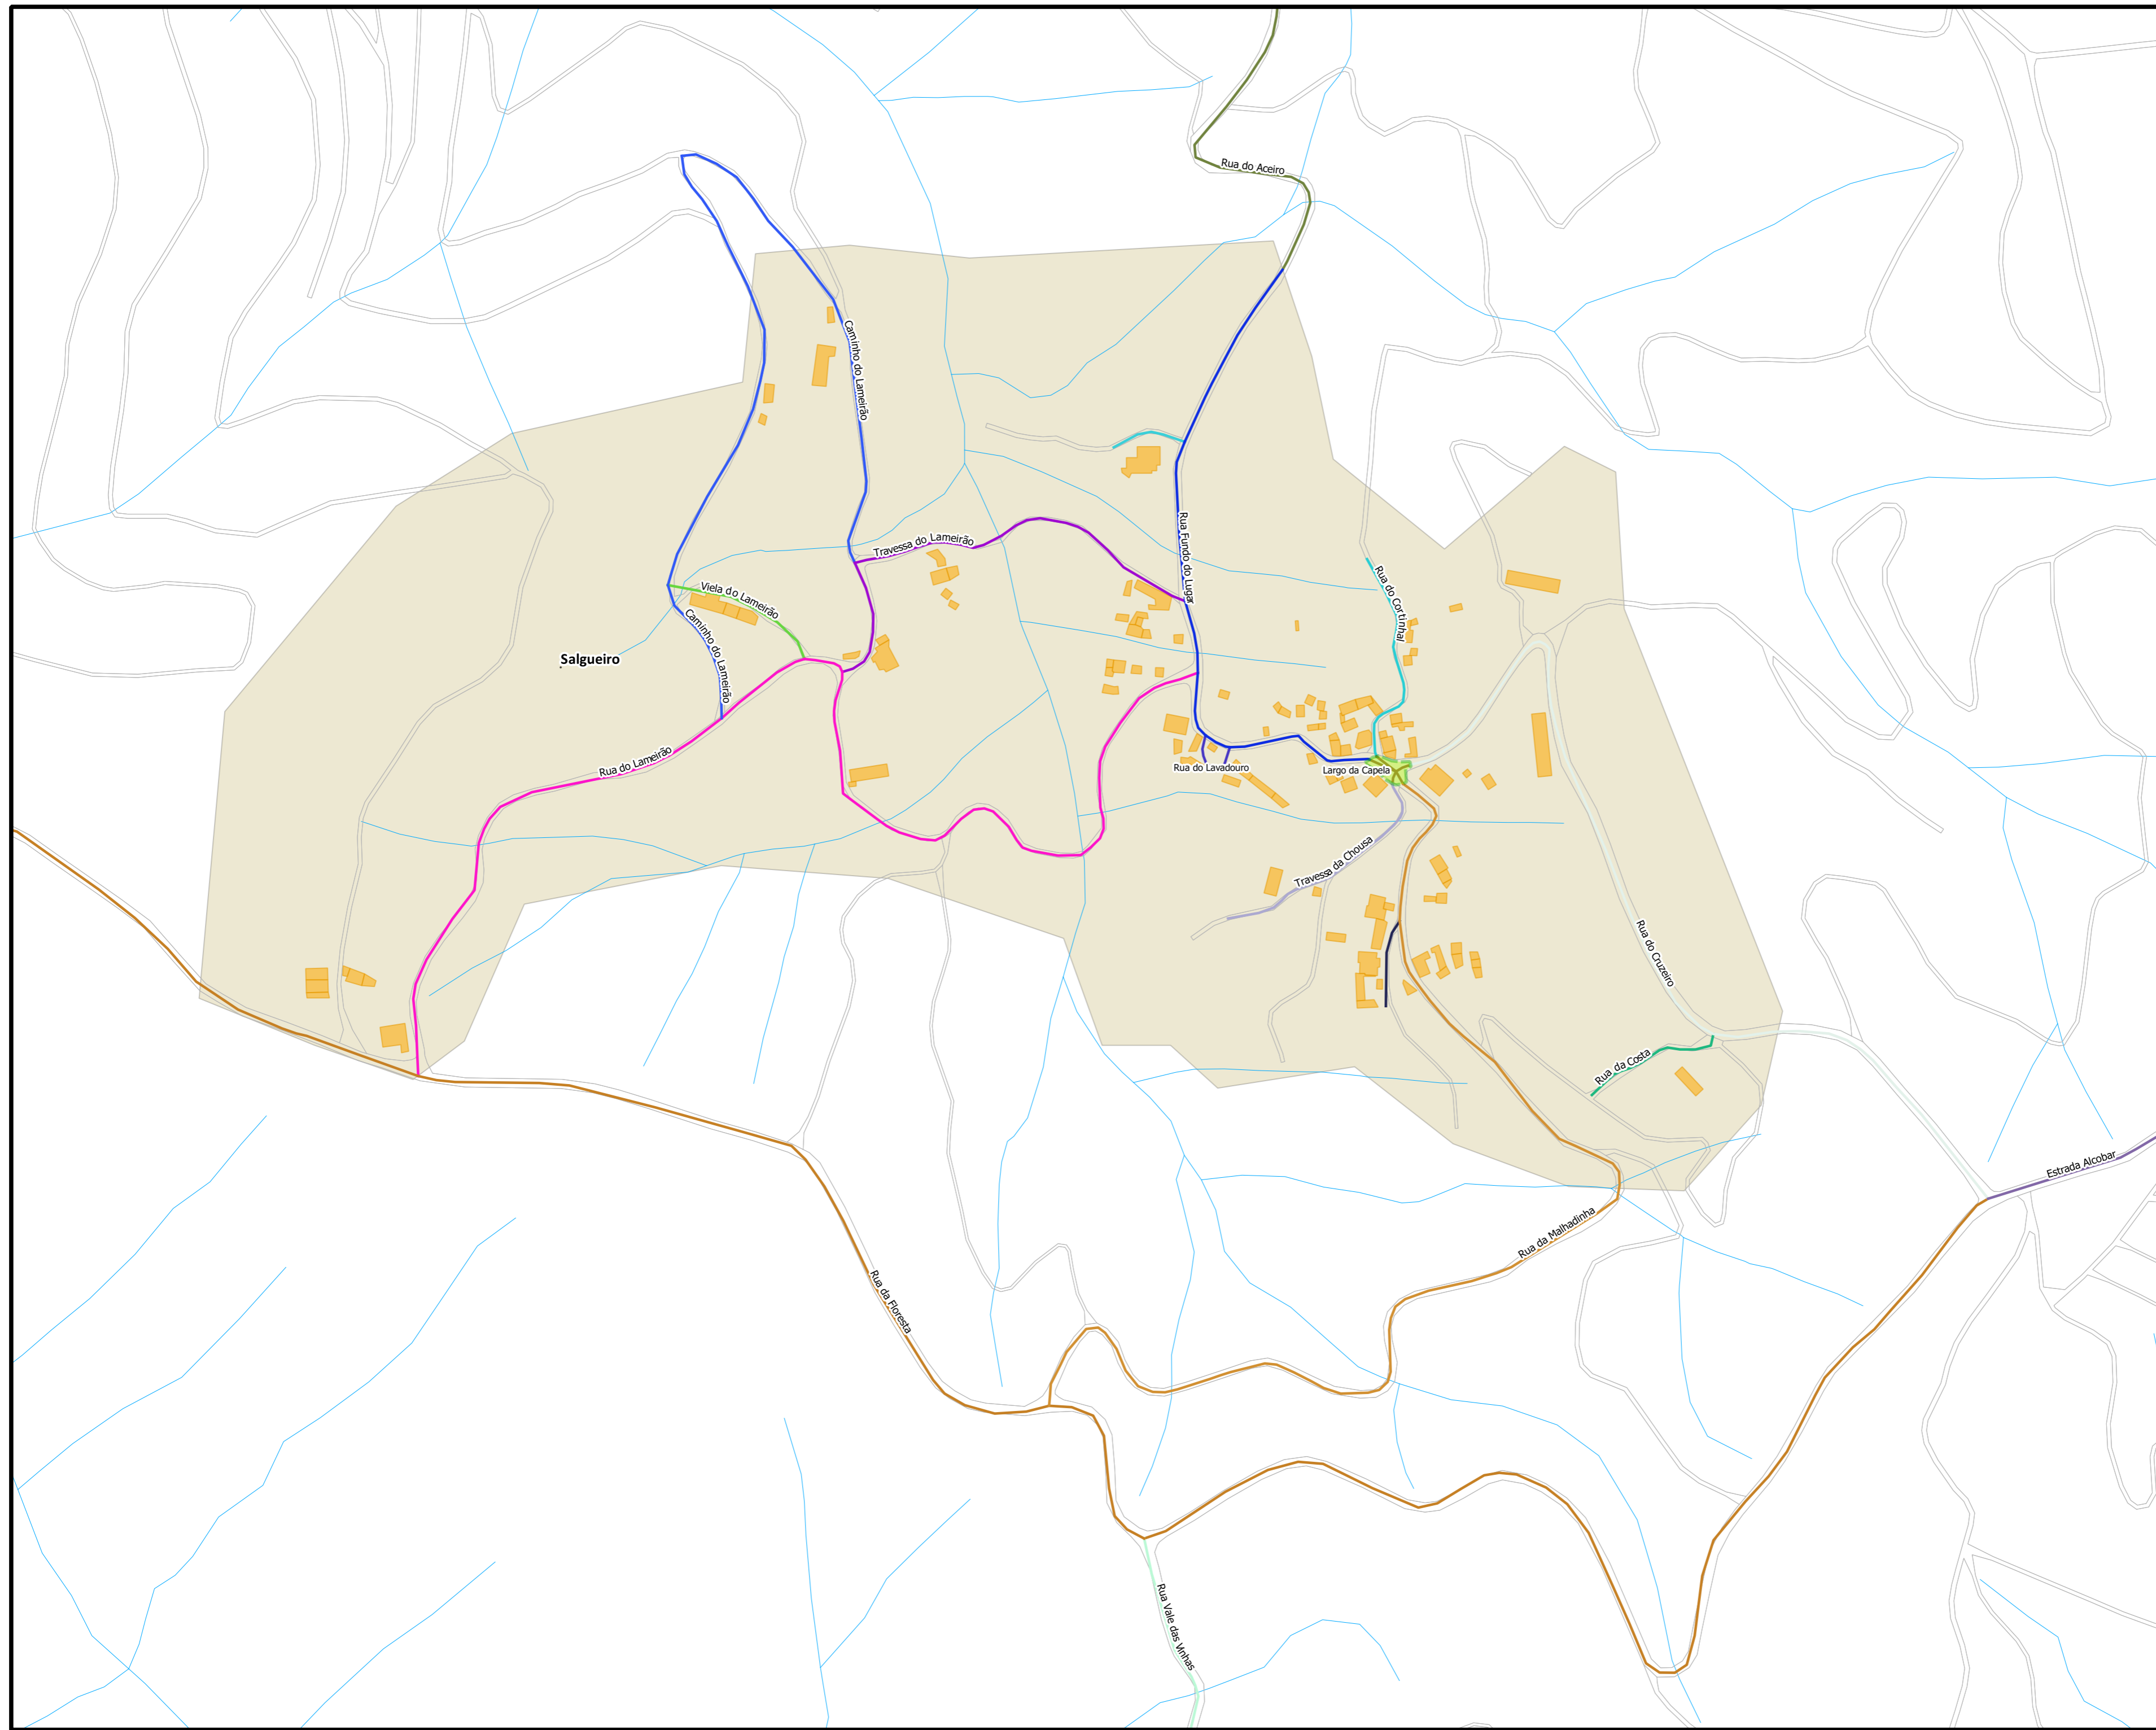 Rua do Aceiro
Caminho do Lameirão
Rua Fundo do Lugar
Travessa do Lameirão
Rua do Cortinhal
Viela do Lameirão
Caminho do Lameirão
Salgueiro
Rua do Lameirão
Rua do Lavadouro
Largo da Capela
Travessa da Chousa
Rua do Cruzeiro
Rua da Costa
Estrada Alcobar
Rua da Malhadinha
Rua da Floresta
Rua Vale das Vinhas